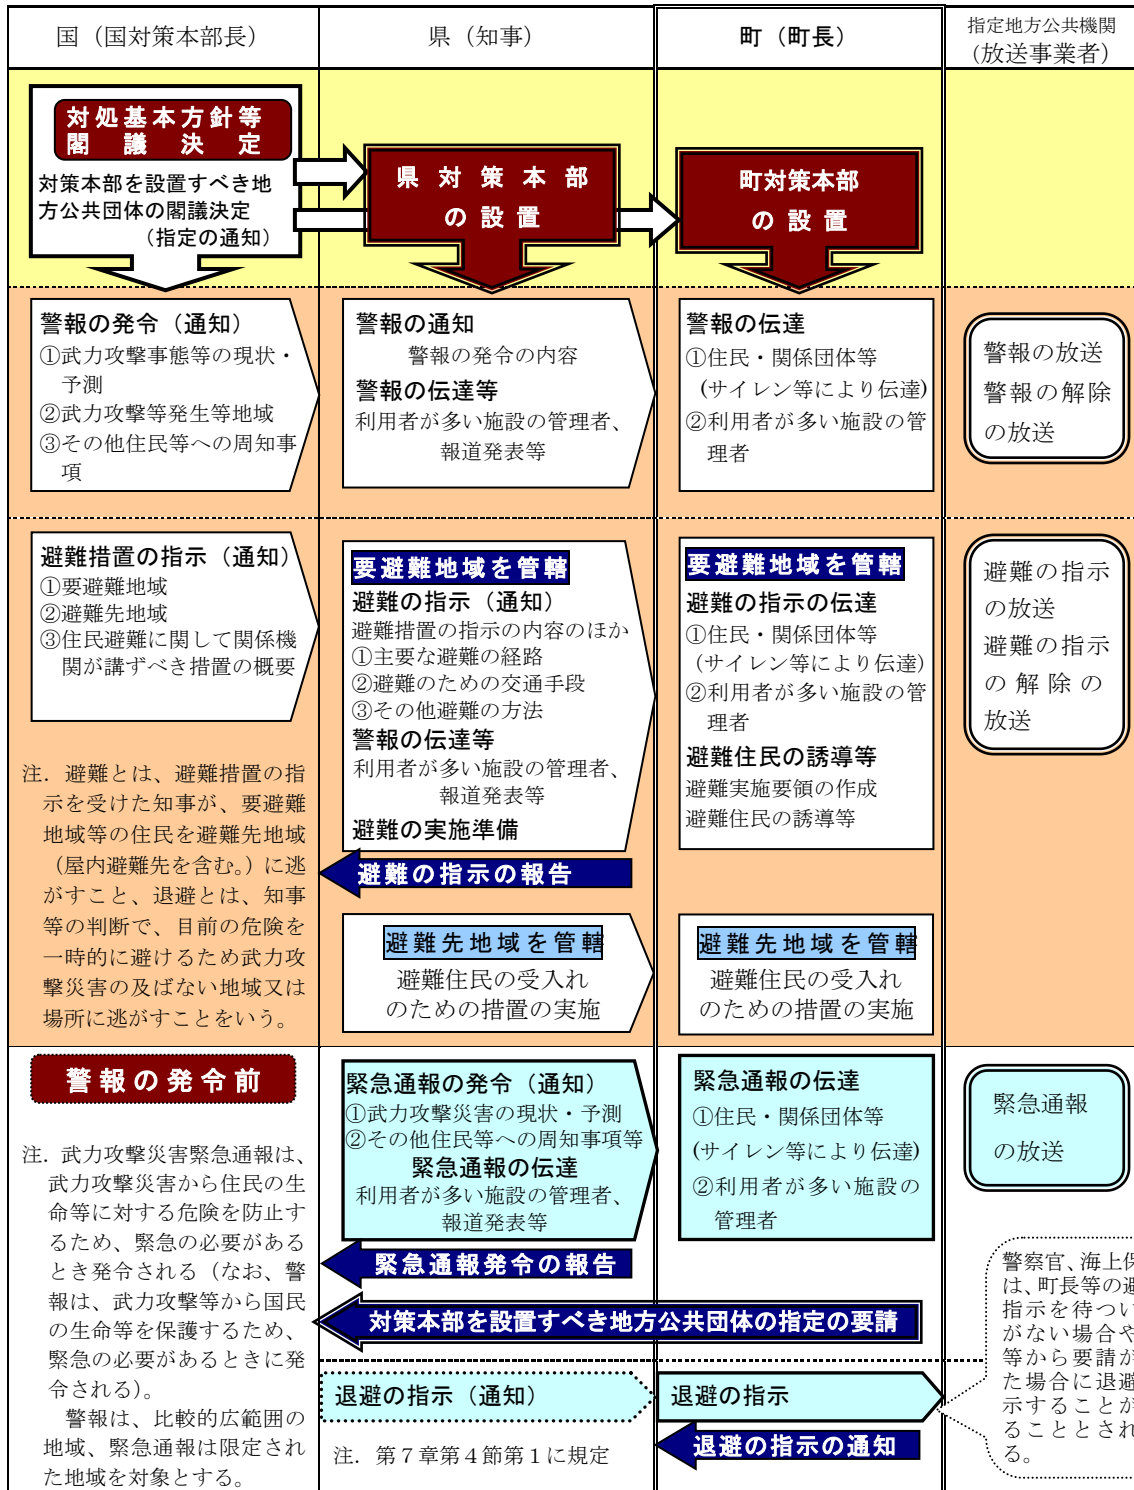 国（国対策本部長）
県（知事）
町（町長）
指定地方公共機関
（放送事業者）
対処基本方針等
閣議決定
対策本部を設置すべき地
方公共団体の閣議決定
（指定の通知）
県対策本部
の設置
町対策本部
の設置
警報の発令（通知）
①武力攻撃事態等の現状・
予測
②武力攻撃等発生等地域
③その他住民等への周知事
項
警報の通知
警報の発令の内容
警報の伝達等
利用者が多い施設の管理者、
報道発表等
警報の伝達
①住民・関係団体等
(サイレン等により伝達)
②利用者が多い施設の管
理者
警報の放送
警報の解除
の放送
避難措置の指示（通知）
①要避難地域
②避難先地域
③住民避難に関して関係機
関が講ずべき措置の概要
注．避難とは、避難措置の指
示を受けた知事が、要避難
地域等の住民を避難先地域
（屋内避難先を含む。）に逃
がすこと、退避とは、知事
等の判断で、目前の危険を
一時的に避けるため武力攻
撃災害の及ばない地域又は
場所に逃がすことをいう。
要避難地域を管轄
避難の指示（通知）
避難措置の指示の内容のほか
①主要な避難の経路
②避難のための交通手段
③その他避難の方法
警報の伝達等
利用者が多い施設の管理者、
報道発表等
避難の実施準備
避難の指示の報告
避難先地域を管轄
避難住民の受入れ
のための措置の実施
要避難地域を管轄
避難の指示の伝達
①住民・関係団体等
（サイレン等により伝達）
②利用者が多い施設の管
理者
避難住民の誘導等
避難実施要領の作成
避難住民の誘導等
避難先地域を管轄
避難住民の受入れ
のための措置の実施
避難の指示
の放送
避難の指示
の解除の
放送
警報の発令前
注．武力攻撃災害緊急通報は、
武力攻撃災害から住民の生
命等に対する危険を防止す
るため、緊急の必要がある
とき発令される（なお、警
報は、武力攻撃等から国民
の生命等を保護するため、
緊急の必要があるときに発
令される）。
警報は、比較的広範囲の
地域、緊急通報は限定され
た地域を対象とする。
緊急通報の発令（通知）
①武力攻撃災害の現状・予測
②その他住民等への周知事項等
緊急通報の伝達
利用者が多い施設の管理者、
報道発表等
緊急通報発令の報告
緊急通報の伝達
①住民・関係団体等
(サイレン等により伝達)
②利用者が多い施設の
管理者
緊急通報
の放送
対策本部を設置すべき地方公共団体の指定の要請
退避の指示（通知）
注．第７章第４節第１に規定
退避の指示
退避の指示の通知
警察官、海上保
は、町長等の避
指示を待つい
がない場合や
等から要請が
た場合に退避
示することが
ることとされ
る。